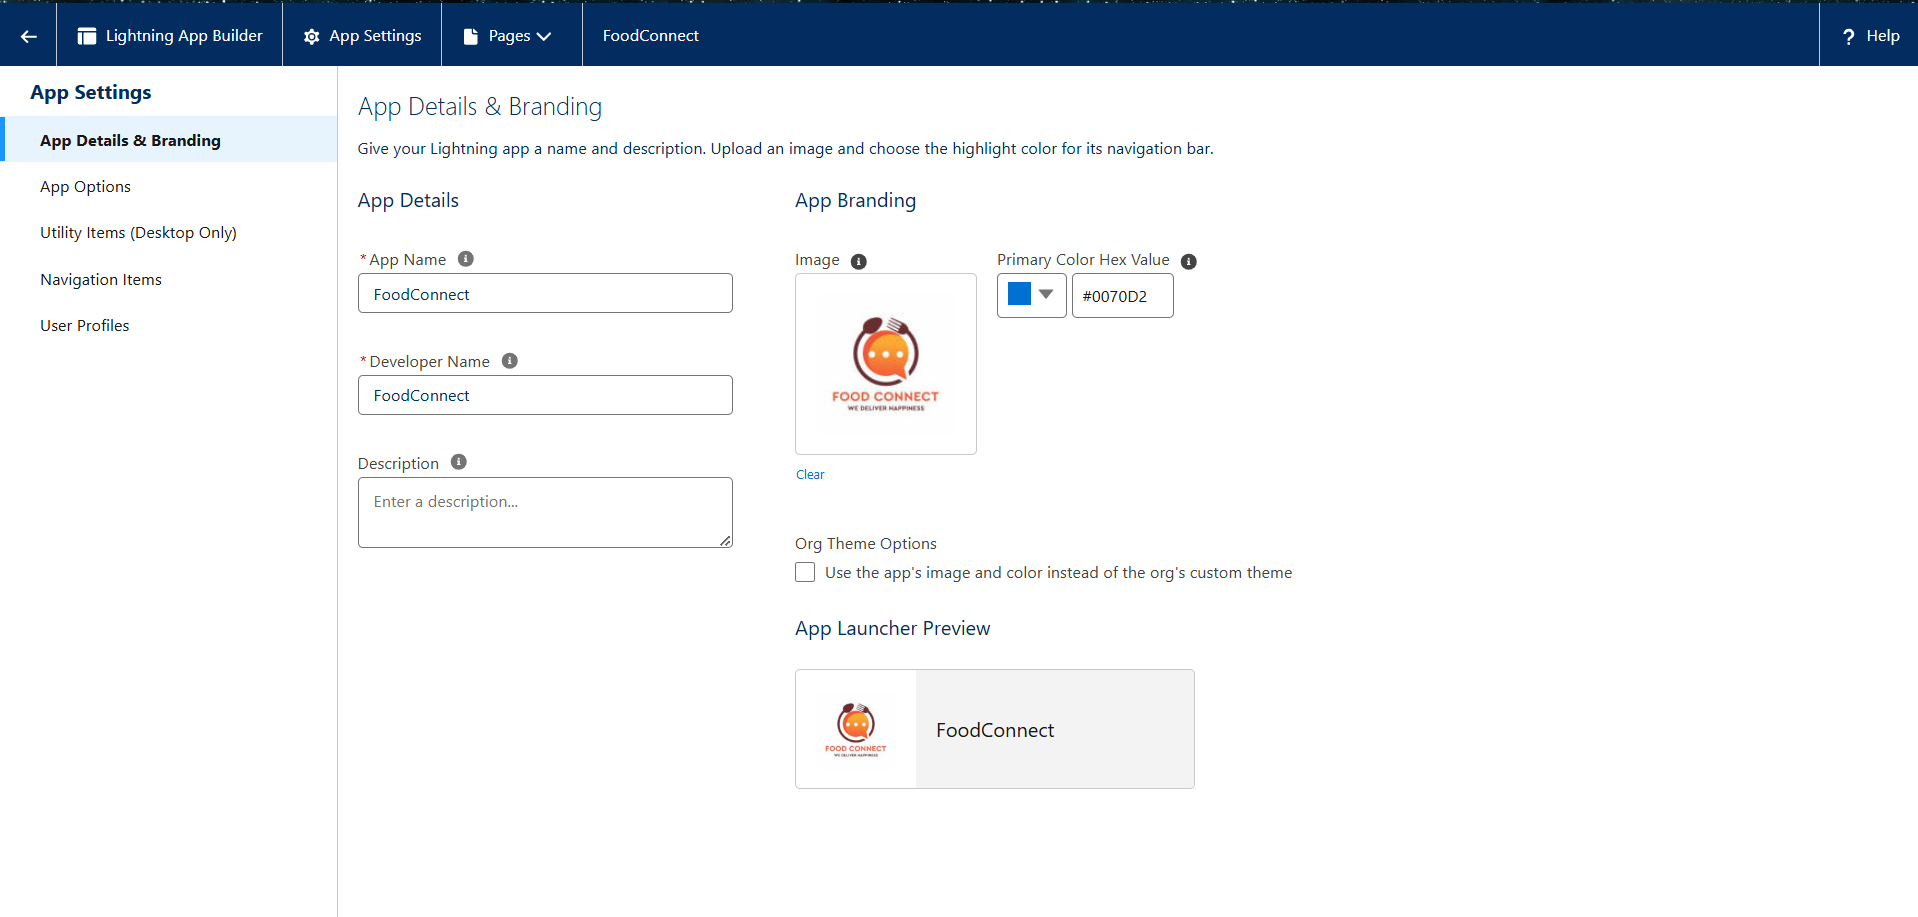 Lightning App Builder
App Settings
Pages
FoodConnect
? Help
App Settings
App Details & Branding
App Options
Utility Items (Desktop Only)
Navigation Items
User Profiles
App Details & Branding
Give your Lightning app a name and description. Upload an image and choose the highlight color for its navigation bar.
App Details
* App Name
FoodConnect
* Developer Name
FoodConnect
Description
Enter a description...
App Branding
Image
FOOD CONNECT
WE DELIVER HAPPINESS
Clear
Primary Color Hex Value
#0070D2
Org Theme Options
Use the app's image and color instead of the org's custom theme
App Launcher Preview
FOOD CONNECT
WE DELIVER HAPPINESS
FoodConnect